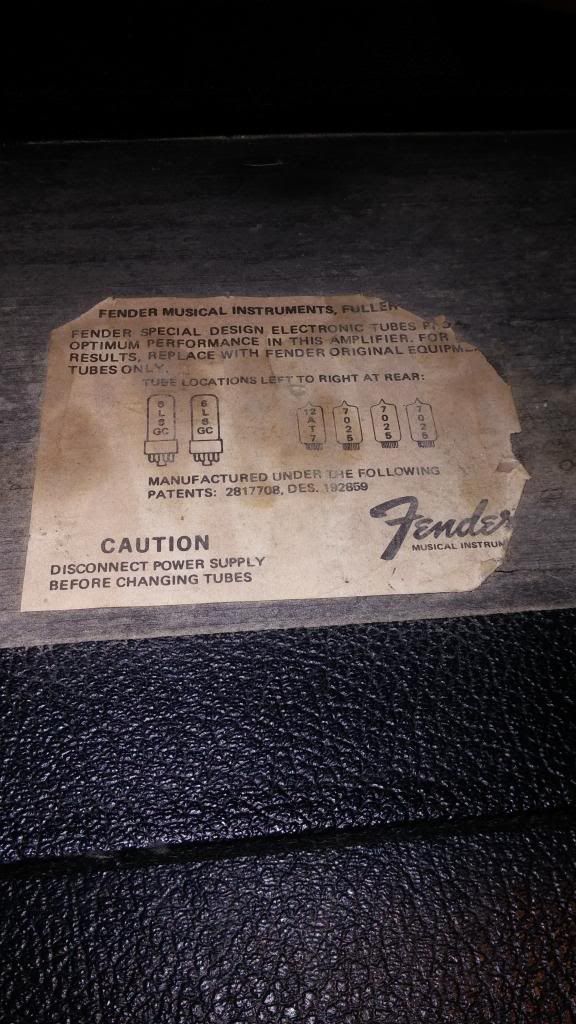 FENDER MUSICAL INSTRUMENTS, FULLER
FENDER SPECIAL DESIGN ELECTRONIC TUBES
OPTIMUM PERFORMANCE IN THIS AMPLIFIER. FOR
RESULTS, REPLACE WITH FENDER ORIGINAL EQUIPM
TUBES ONLY.
TUBE LOCATIONS LEFT TO RIGHT AT REAR:
6L6GC 6L6GC 12AT7 7025 7025 7025
MANUFACTURED UNDER THE FOLLOWING
PATENTS: 2817708, DES. 192859
Fender
MUSICAL INSTRUM
CAUTION
DISCONNECT POWER SUPPLY
BEFORE CHANGING TUBES